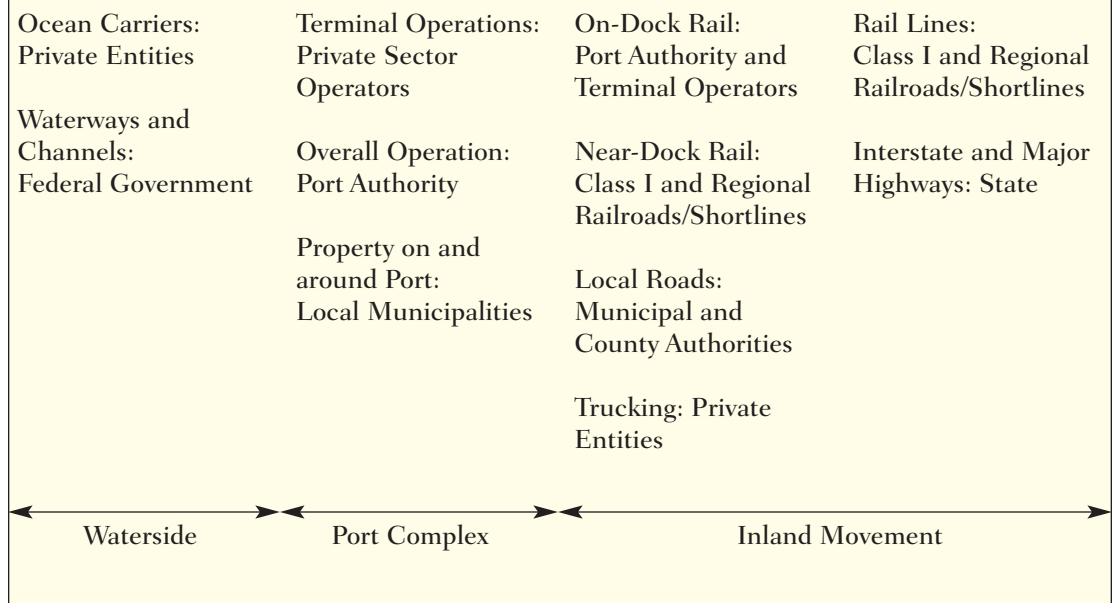 Ocean Carriers:
Private Entities
Waterways and
Channels:
Federal Government
Terminal Operations:
Private Sector
Operators
Overall Operation:
Port Authority
Property on and
around Port:
Local Municipalities
On-Dock Rail:
Port Authority and
Terminal Operators
Near-Dock Rail:
Class I and Regional
Railroads/Shortlines
Local Roads:
Municipal and
County Authorities
Trucking: Private
Entities
Rail Lines:
Class I and Regional
Railroads/Shortlines
Interstate and Major
Highways: State
Waterside
Port Complex
Inland Movement